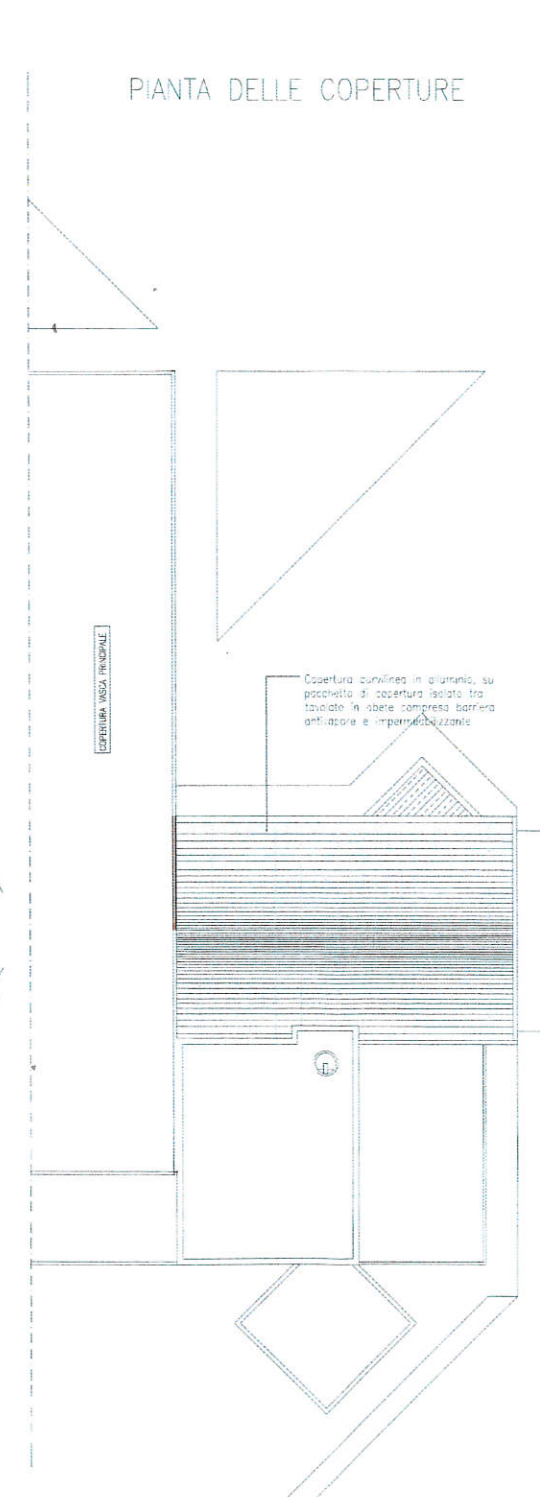 PIANTA DELLE COPERTURE
COPERTURA VASCA PRINCIPALE
Copertura curvilinea in alluminio, su
pacchetto di copertura isolato tra
tavolate in abete compresa barriera
antivapore e impermeabilizzante